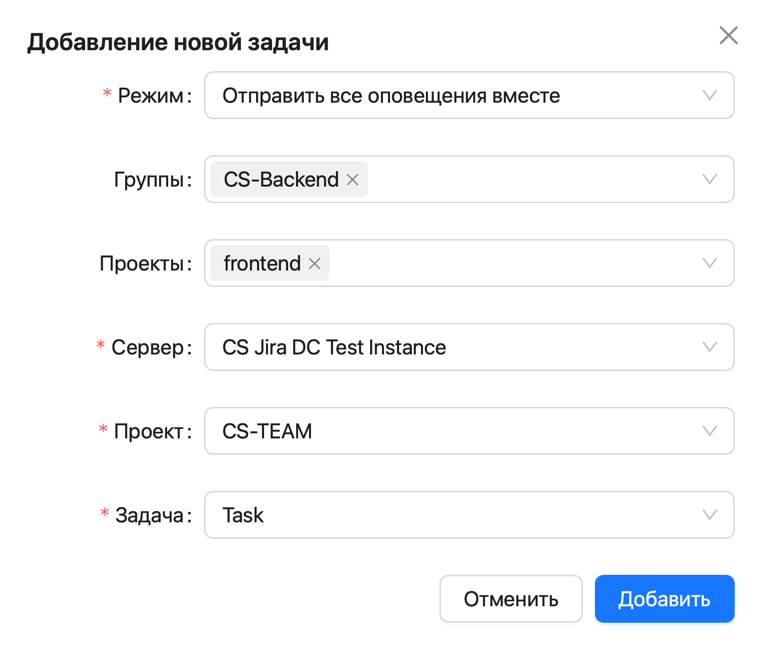 Добавление новой задачи
* Режим: Отправить все оповещения вместе
Группы: CS-Backend
Проекты: frontend
* Сервер: CS Jira DC Test Instance
* Проект: CS-TEAM
* Задача: Task
Отменить Добавить